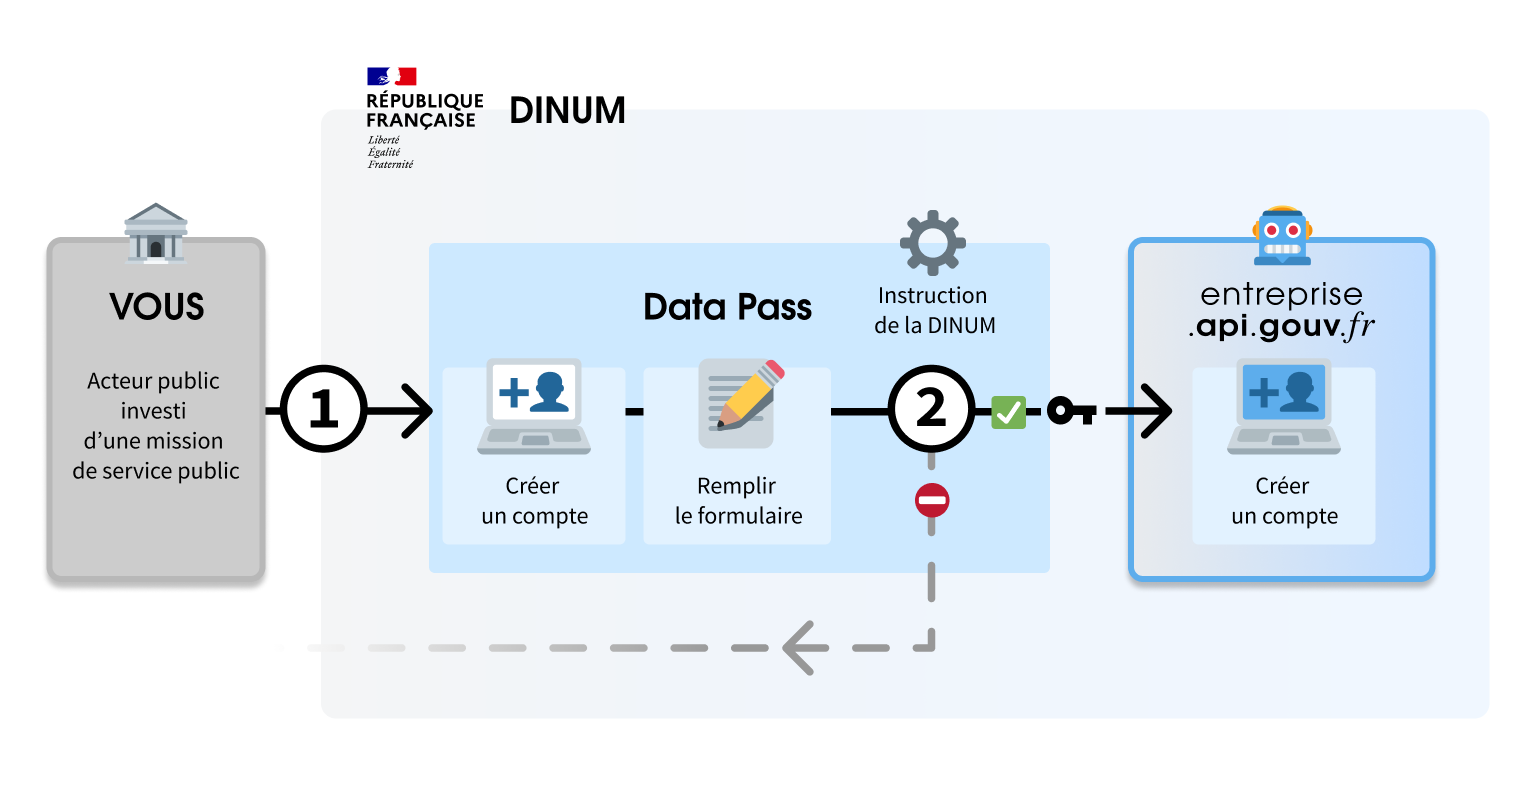 RÉPUBLIQUE
FRANÇAISE
Liberté
Égalité
Fraternité
DINUM
VOUS
Acteur public
investi
d’une mission
de service public
1
Data Pass
Créer
un compte
Remplir
le formulaire
Instruction
de la DINUM
2
entreprise
.api.gouv.fr
Créer
un compte